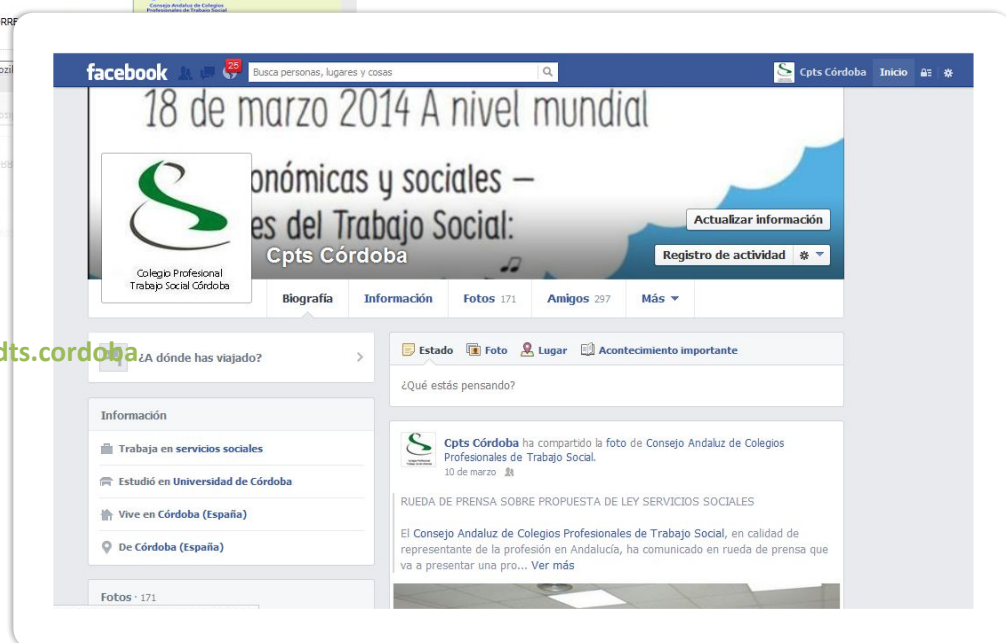 Consejo Andaluz de Colegios
Profesionales de Trabajo Social
facebook 25 Busca personas, lugares y cosas Cpts Córdoba Inicio
18 de marzo 2014 A nivel mundial
onómicas y sociales –
es del Trabajo Social:
Actualizar información
Cpts Córdoba
Registro de actividad
Colegio Profesional
Trabajo Social Córdoba
Biografía Información Fotos 171 Amigos 297 Más
dts.cordoba
¿A dónde has viajado?
Estado Foto Lugar Acontecimiento importante
¿Qué estás pensando?
Información
Trabaja en servicios sociales
Estudió en Universidad de Córdoba
Vive en Córdoba (España)
De Córdoba (España)
Fotos · 171
Cpts Córdoba ha compartido la foto de Consejo Andaluz de Colegios
Profesionales de Trabajo Social.
10 de marzo
RUEDA DE PRENSA SOBRE PROPUESTA DE LEY SERVICIOS SOCIALES
El Consejo Andaluz de Colegios Profesionales de Trabajo Social, en calidad de
representante de la profesión en Andalucía, ha comunicado en rueda de prensa que
va a presentar una pro... Ver más